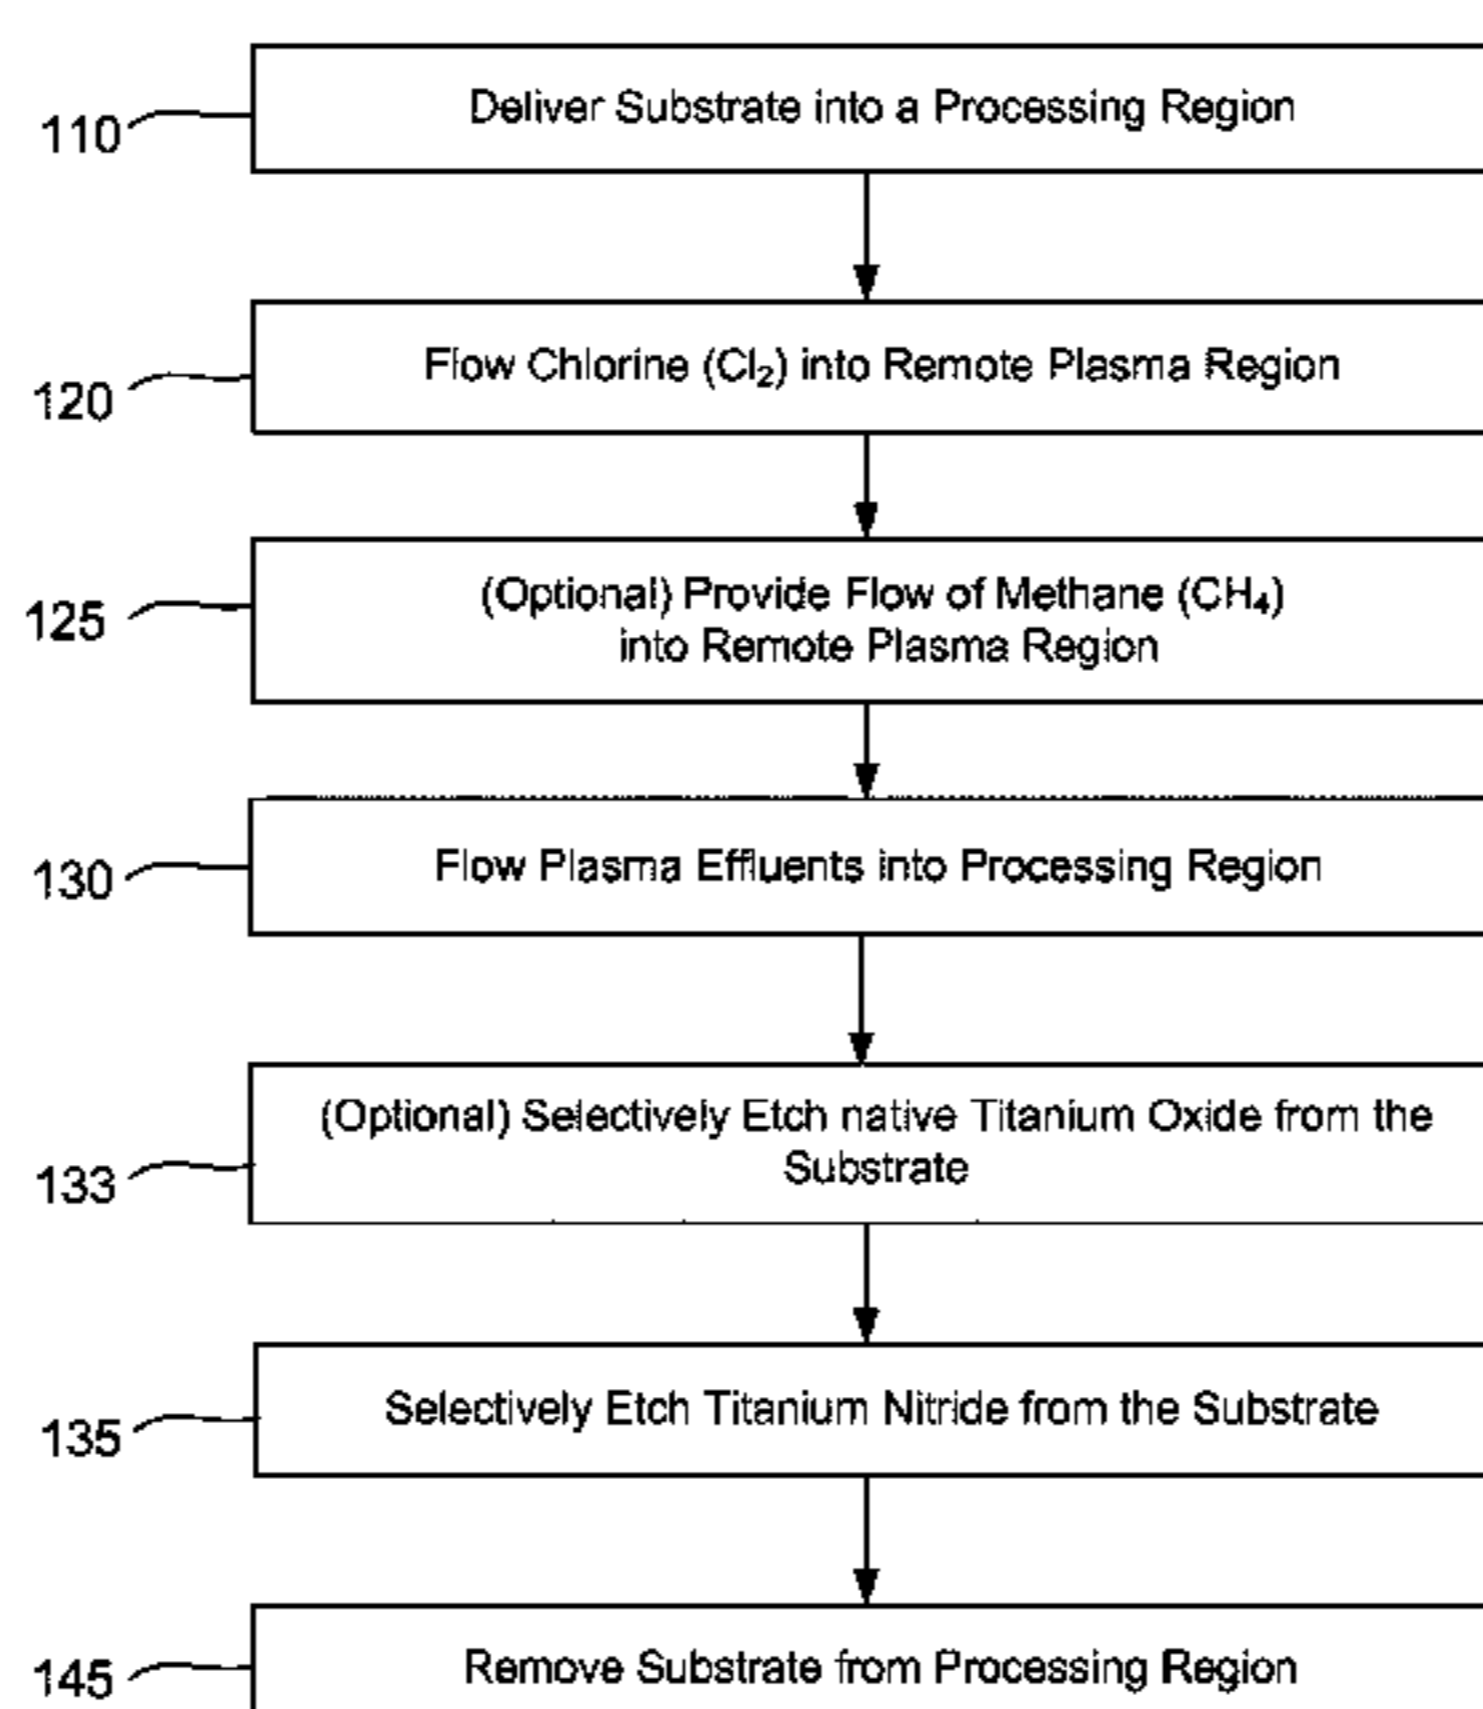 110
Deliver Substrate into a Processing Region
120
Flow Chlorine (Cl₂) into Remote Plasma Region
125
(Optional) Provide Flow of Methane (CH₄)
into Remote Plasma Region
130
Flow Plasma Effluents into Processing Region
133
(Optional) Selectively Etch native Titanium Oxide from the
Substrate
135
Selectively Etch Titanium Nitride from the Substrate
145
Remove Substrate from Processing Region